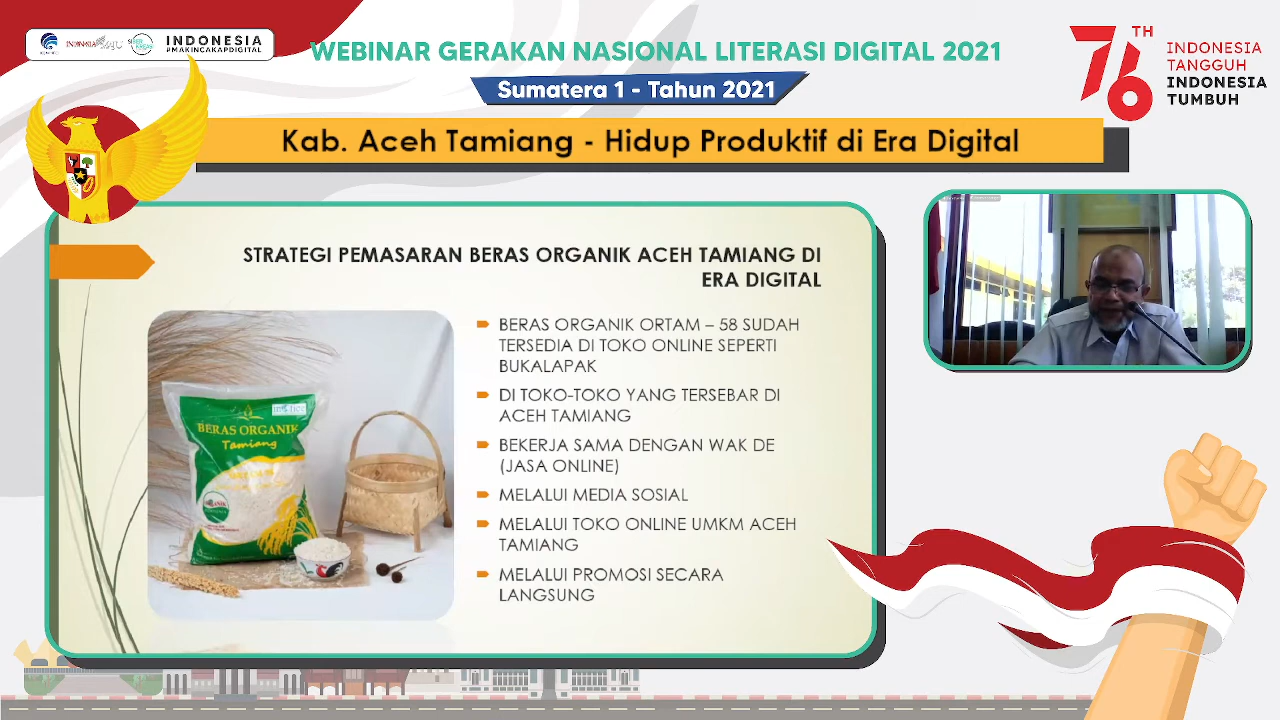 INDONESIA
#MAKINCAKAPDIGITAL
WEBINAR GERAKAN NASIONAL LITERASI DIGITAL 2021
Sumatera 1 - Tahun 2021
76TH
INDONESIA
TANGGUH
INDONESIA
TUMBUH
Kab. Aceh Tamiang - Hidup Produktif di Era Digital
STRATEGI PEMASARAN BERAS ORGANIK ACEH TAMIANG DI
ERA DIGITAL
BERAS ORGANIK ORTAM – 58 SUDAH
TERSEDIA DI TOKO ONLINE SEPERTI
BUKALAPAK
DI TOKO-TOKO YANG TERSEBAR DI
ACEH TAMIANG
BEKERJA SAMA DENGAN WAK DE
(JASA ONLINE)
MELALUI MEDIA SOSIAL
MELALUI TOKO ONLINE UMKM ACEH
TAMIANG
MELALUI PROMOSI SECARA
LANGSUNG
BERAS ORGANIK
Tamiang
ORGANIK